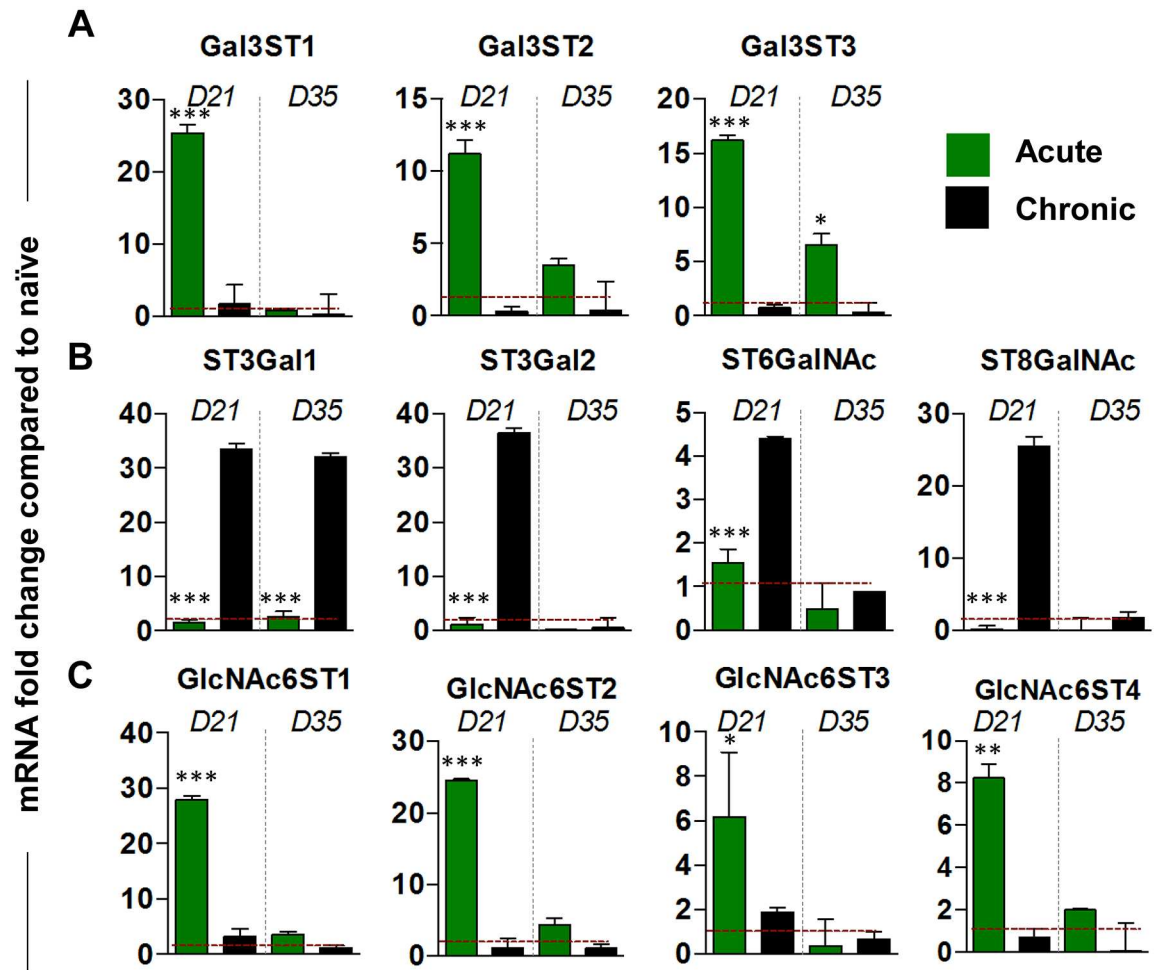 A
Gal3ST1 Gal3ST2 Gal3ST3
D21 D35 D21 D35 D21 D35
30 15 20
*** *** ***
20 10 15
10 5 10
0 0 5
0
*
Acute
Chronic
mRNA fold change compared to naïve
B
ST3Gal1 ST3Gal2 ST6GalNAc ST8GalNAc
D21 D35 D21 D35 D21 D35 D21 D35
40 40 5 30
30 30 4 20
20 20 3 10
10 10 2 0
0 0 1
0
*** *** *** *** ***
C
GlcNAc6ST1 GlcNAc6ST2 GlcNAc6ST3 GlcNAc6ST4
D21 D35 D21 D35 D21 D35 D21 D35
40 30 10 10
30 20 8 8
20 10 6 6
10 0 4 4
0 2 2
0 0
*** *** * **